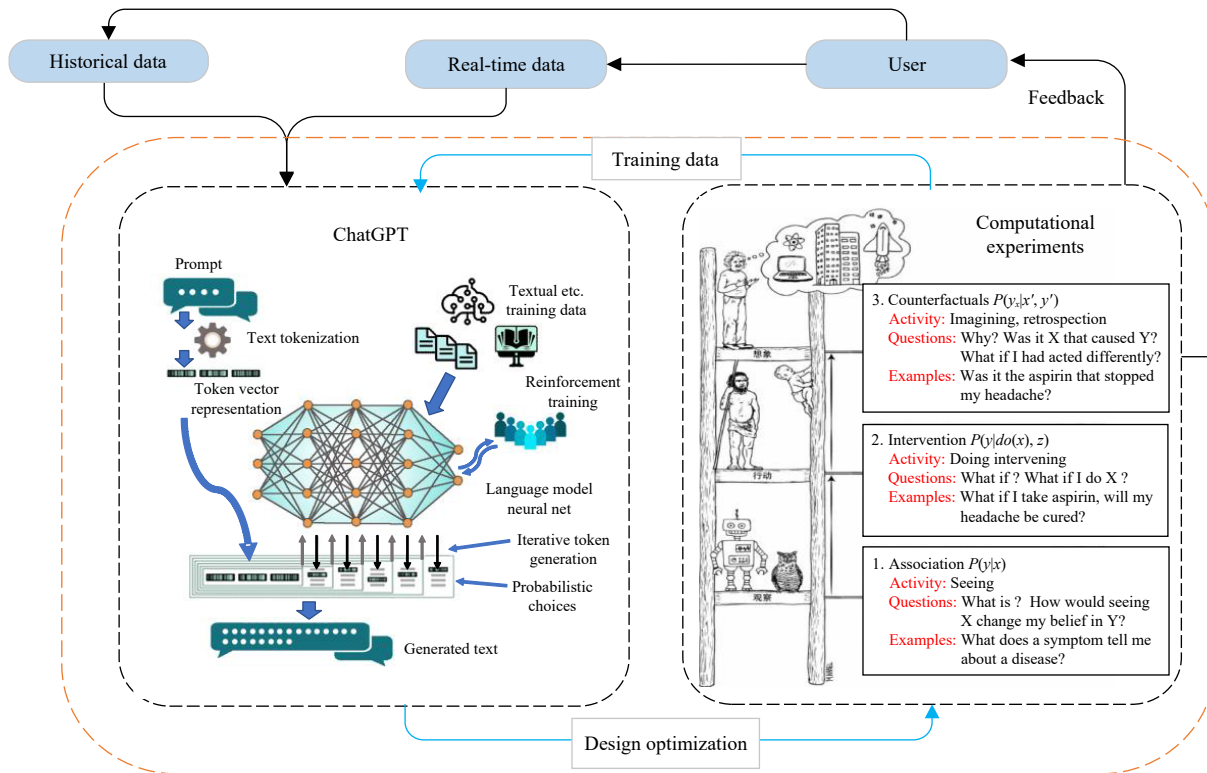 Historical data
Real-time data
User
Feedback
Training data
ChatGPT
Prompt
Text tokenization
Token vector
representation
Textual etc.
training data
Reinforcement
training
Language model
neural net
Iterative token
generation
Probabilistic
choices
Generated text
Computational
experiments
想象
行动
观察
3. Counterfactuals P(yₓ|x′, y′)
Activity: Imagining, retrospection
Questions: Why? Was it X that caused Y?
What if I had acted differently?
Examples: Was it the aspirin that stopped
my headache?
2. Intervention P(y|do(x), z)
Activity: Doing intervening
Questions: What if ? What if I do X ?
Examples: What if I take aspirin, will my
headache be cured?
1. Association P(y|x)
Activity: Seeing
Questions: What is ? How would seeing
X change my belief in Y?
Examples: What does a symptom tell me
about a disease?
Design optimization